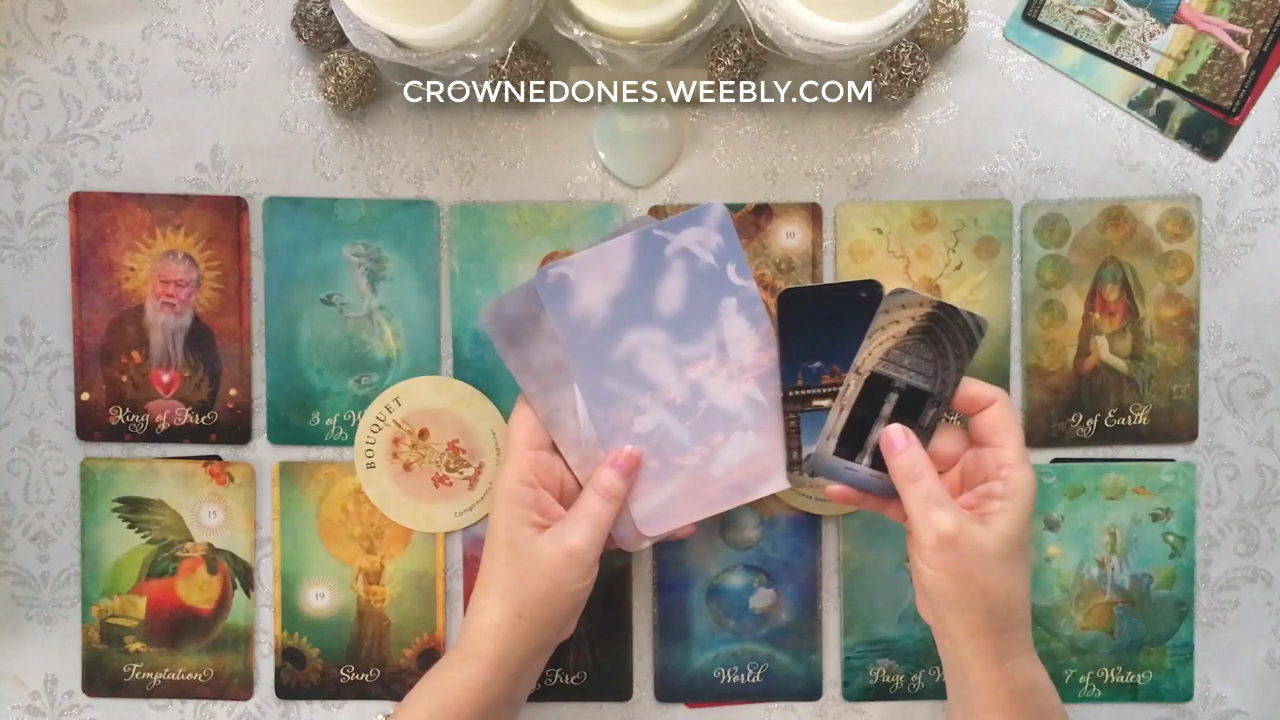 CROWNEDONES.WEEBLY.COM
10
King of Fire
3 of W
9 of Earth
BOUQUET
Compliments
15
19
Temptation
Sun
Fire
World
Page of W
7 of Water